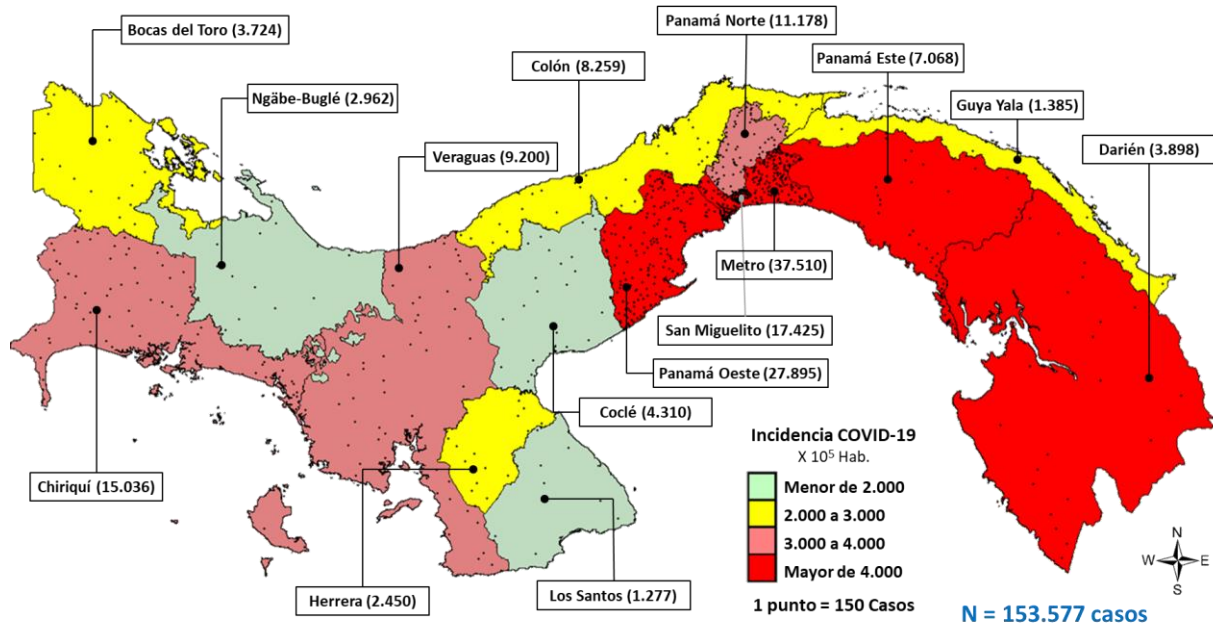 Panamá Norte (11.178)
Bocas del Toro (3.724)
Colón (8.259)
Panamá Este (7.068)
Ngäbe-Buglé (2.962)
Guya Yala (1.385)
Veraguas (9.200)
Darién (3.898)
Metro (37.510)
San Miguelito (17.425)
Panamá Oeste (27.895)
Coclé (4.310)
Chiriquí (15.036)
Herrera (2.450)
Los Santos (1.277)
Incidencia COVID-19
X 10⁵ Hab.
Menor de 2.000
2.000 a 3.000
3.000 a 4.000
Mayor de 4.000
1 punto = 150 Casos
N
W E
S
N = 153.577 casos